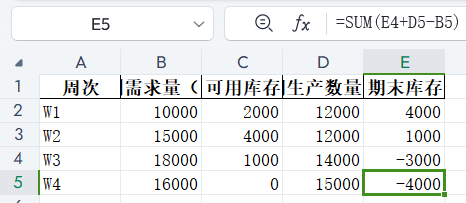 E5 fx =SUM(E4+D5-B5)
A B C D E
1 周次 需求量（ 可用库存 生产数量 期末库存
2 W1 10000 2000 12000 4000
3 W2 15000 4000 12000 1000
4 W3 18000 1000 14000 -3000
5 W4 16000 0 15000 -4000